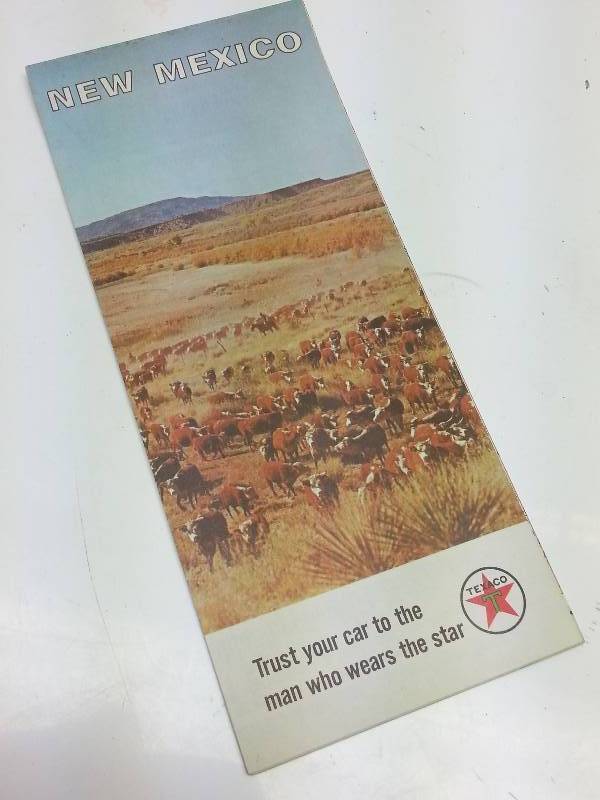 NEW MEXICO
TEXACO
T
Trust your car to the
man who wears the star